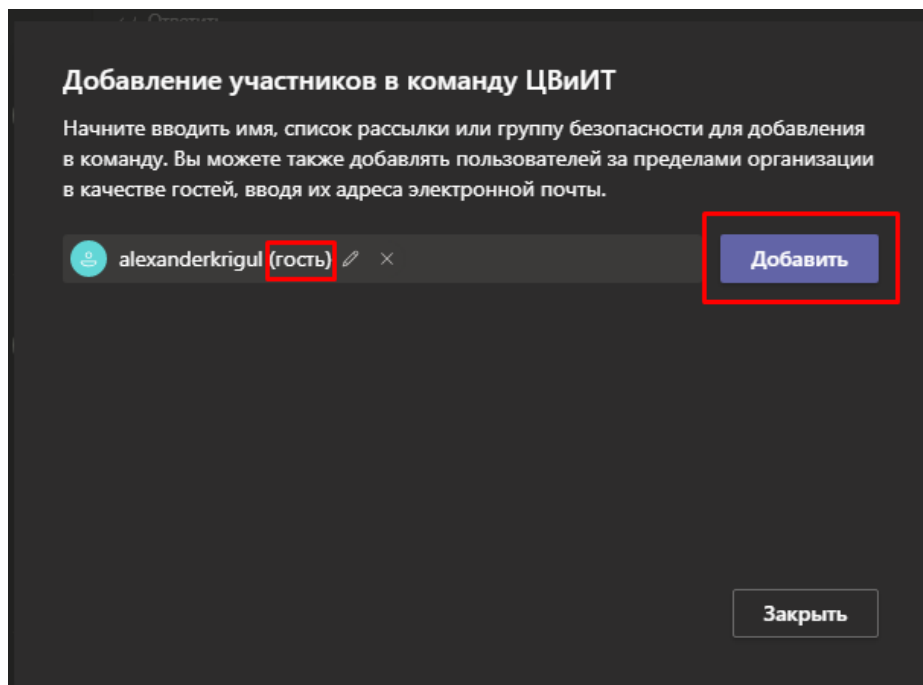 Ответить
Добавление участников в команду ЦВиИТ
Начните вводить имя, список рассылки или группу безопасности для добавления
в команду. Вы можете также добавлять пользователей за пределами организации
в качестве гостей, вводя их адреса электронной почты.
alexanderkrigul (гость)
Добавить
Закрыть